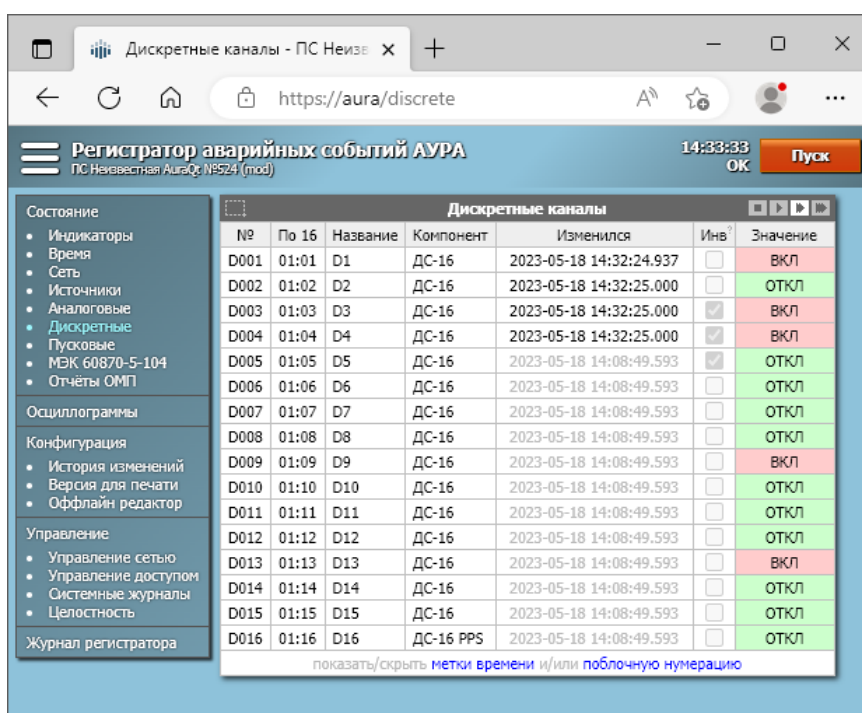 Дискретные каналы - ПС Неизв
https://aura/discrete
Регистратор аварийных событий АУРА
ПС Неизвестная AuraQt №524 (mod)
14:33:33
OK
Пуск
Состояние
Индикаторы
Время
Сеть
Источники
Аналоговые
Дискретные
Пусковые
МЭК 60870-5-104
Отчёты ОМП
Осциллограммы
Конфигурация
История изменений
Версия для печати
Оффлайн редактор
Управление
Управление сетью
Управление доступом
Системные журналы
Целостность
Журнал регистратора
Дискретные каналы
№ По 16 Название Компонент Изменился Инв? Значение
D001 01:01 D1 ДС-16 2023-05-18 14:32:24.937 ВКЛ
D002 01:02 D2 ДС-16 2023-05-18 14:32:25.000 ОТКЛ
D003 01:03 D3 ДС-16 2023-05-18 14:32:25.000 ВКЛ
D004 01:04 D4 ДС-16 2023-05-18 14:32:25.000 ВКЛ
D005 01:05 D5 ДС-16 2023-05-18 14:08:49.593 ОТКЛ
D006 01:06 D6 ДС-16 2023-05-18 14:08:49.593 ОТКЛ
D007 01:07 D7 ДС-16 2023-05-18 14:08:49.593 ОТКЛ
D008 01:08 D8 ДС-16 2023-05-18 14:08:49.593 ОТКЛ
D009 01:09 D9 ДС-16 2023-05-18 14:08:49.593 ВКЛ
D010 01:10 D10 ДС-16 2023-05-18 14:08:49.593 ОТКЛ
D011 01:11 D11 ДС-16 2023-05-18 14:08:49.593 ОТКЛ
D012 01:12 D12 ДС-16 2023-05-18 14:08:49.593 ОТКЛ
D013 01:13 D13 ДС-16 2023-05-18 14:08:49.593 ВКЛ
D014 01:14 D14 ДС-16 2023-05-18 14:08:49.593 ОТКЛ
D015 01:15 D15 ДС-16 2023-05-18 14:08:49.593 ОТКЛ
D016 01:16 D16 ДС-16 PPS 2023-05-18 14:08:49.593 ОТКЛ
показать/скрыть метки времени и/или поблочную нумерацию